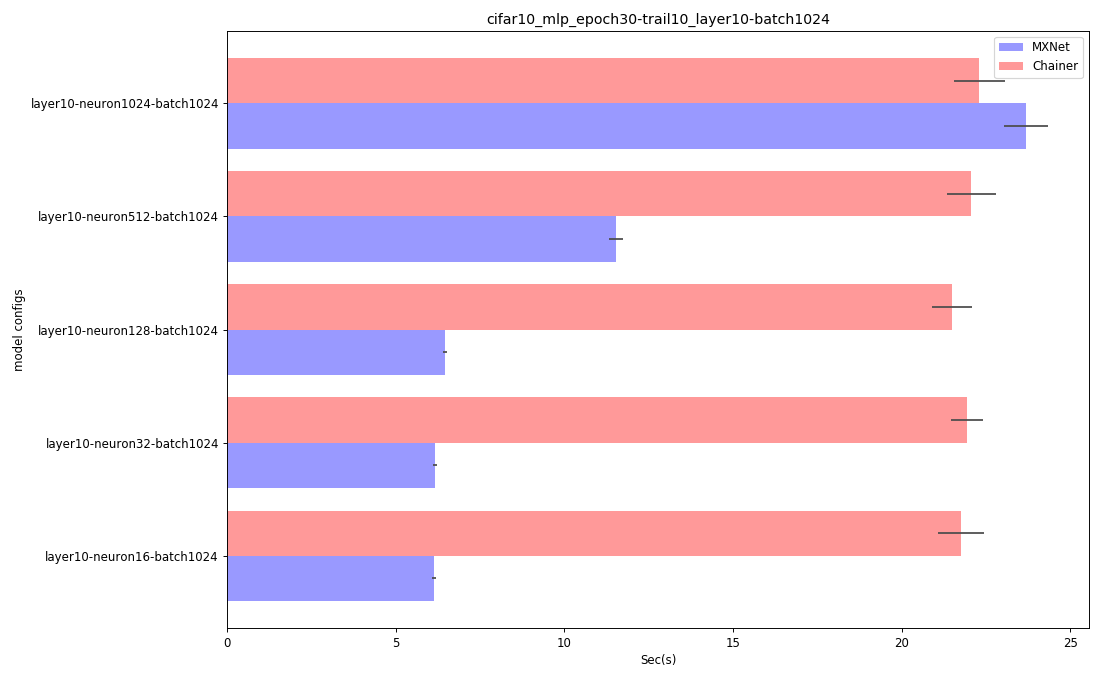 cifar10_mlp_epoch30-trail10_layer10-batch1024
MXNet
Chainer
layer10-neuron1024-batch1024
layer10-neuron512-batch1024
layer10-neuron128-batch1024
layer10-neuron32-batch1024
layer10-neuron16-batch1024
model configs
0 5 10 15 20 25
Sec(s)